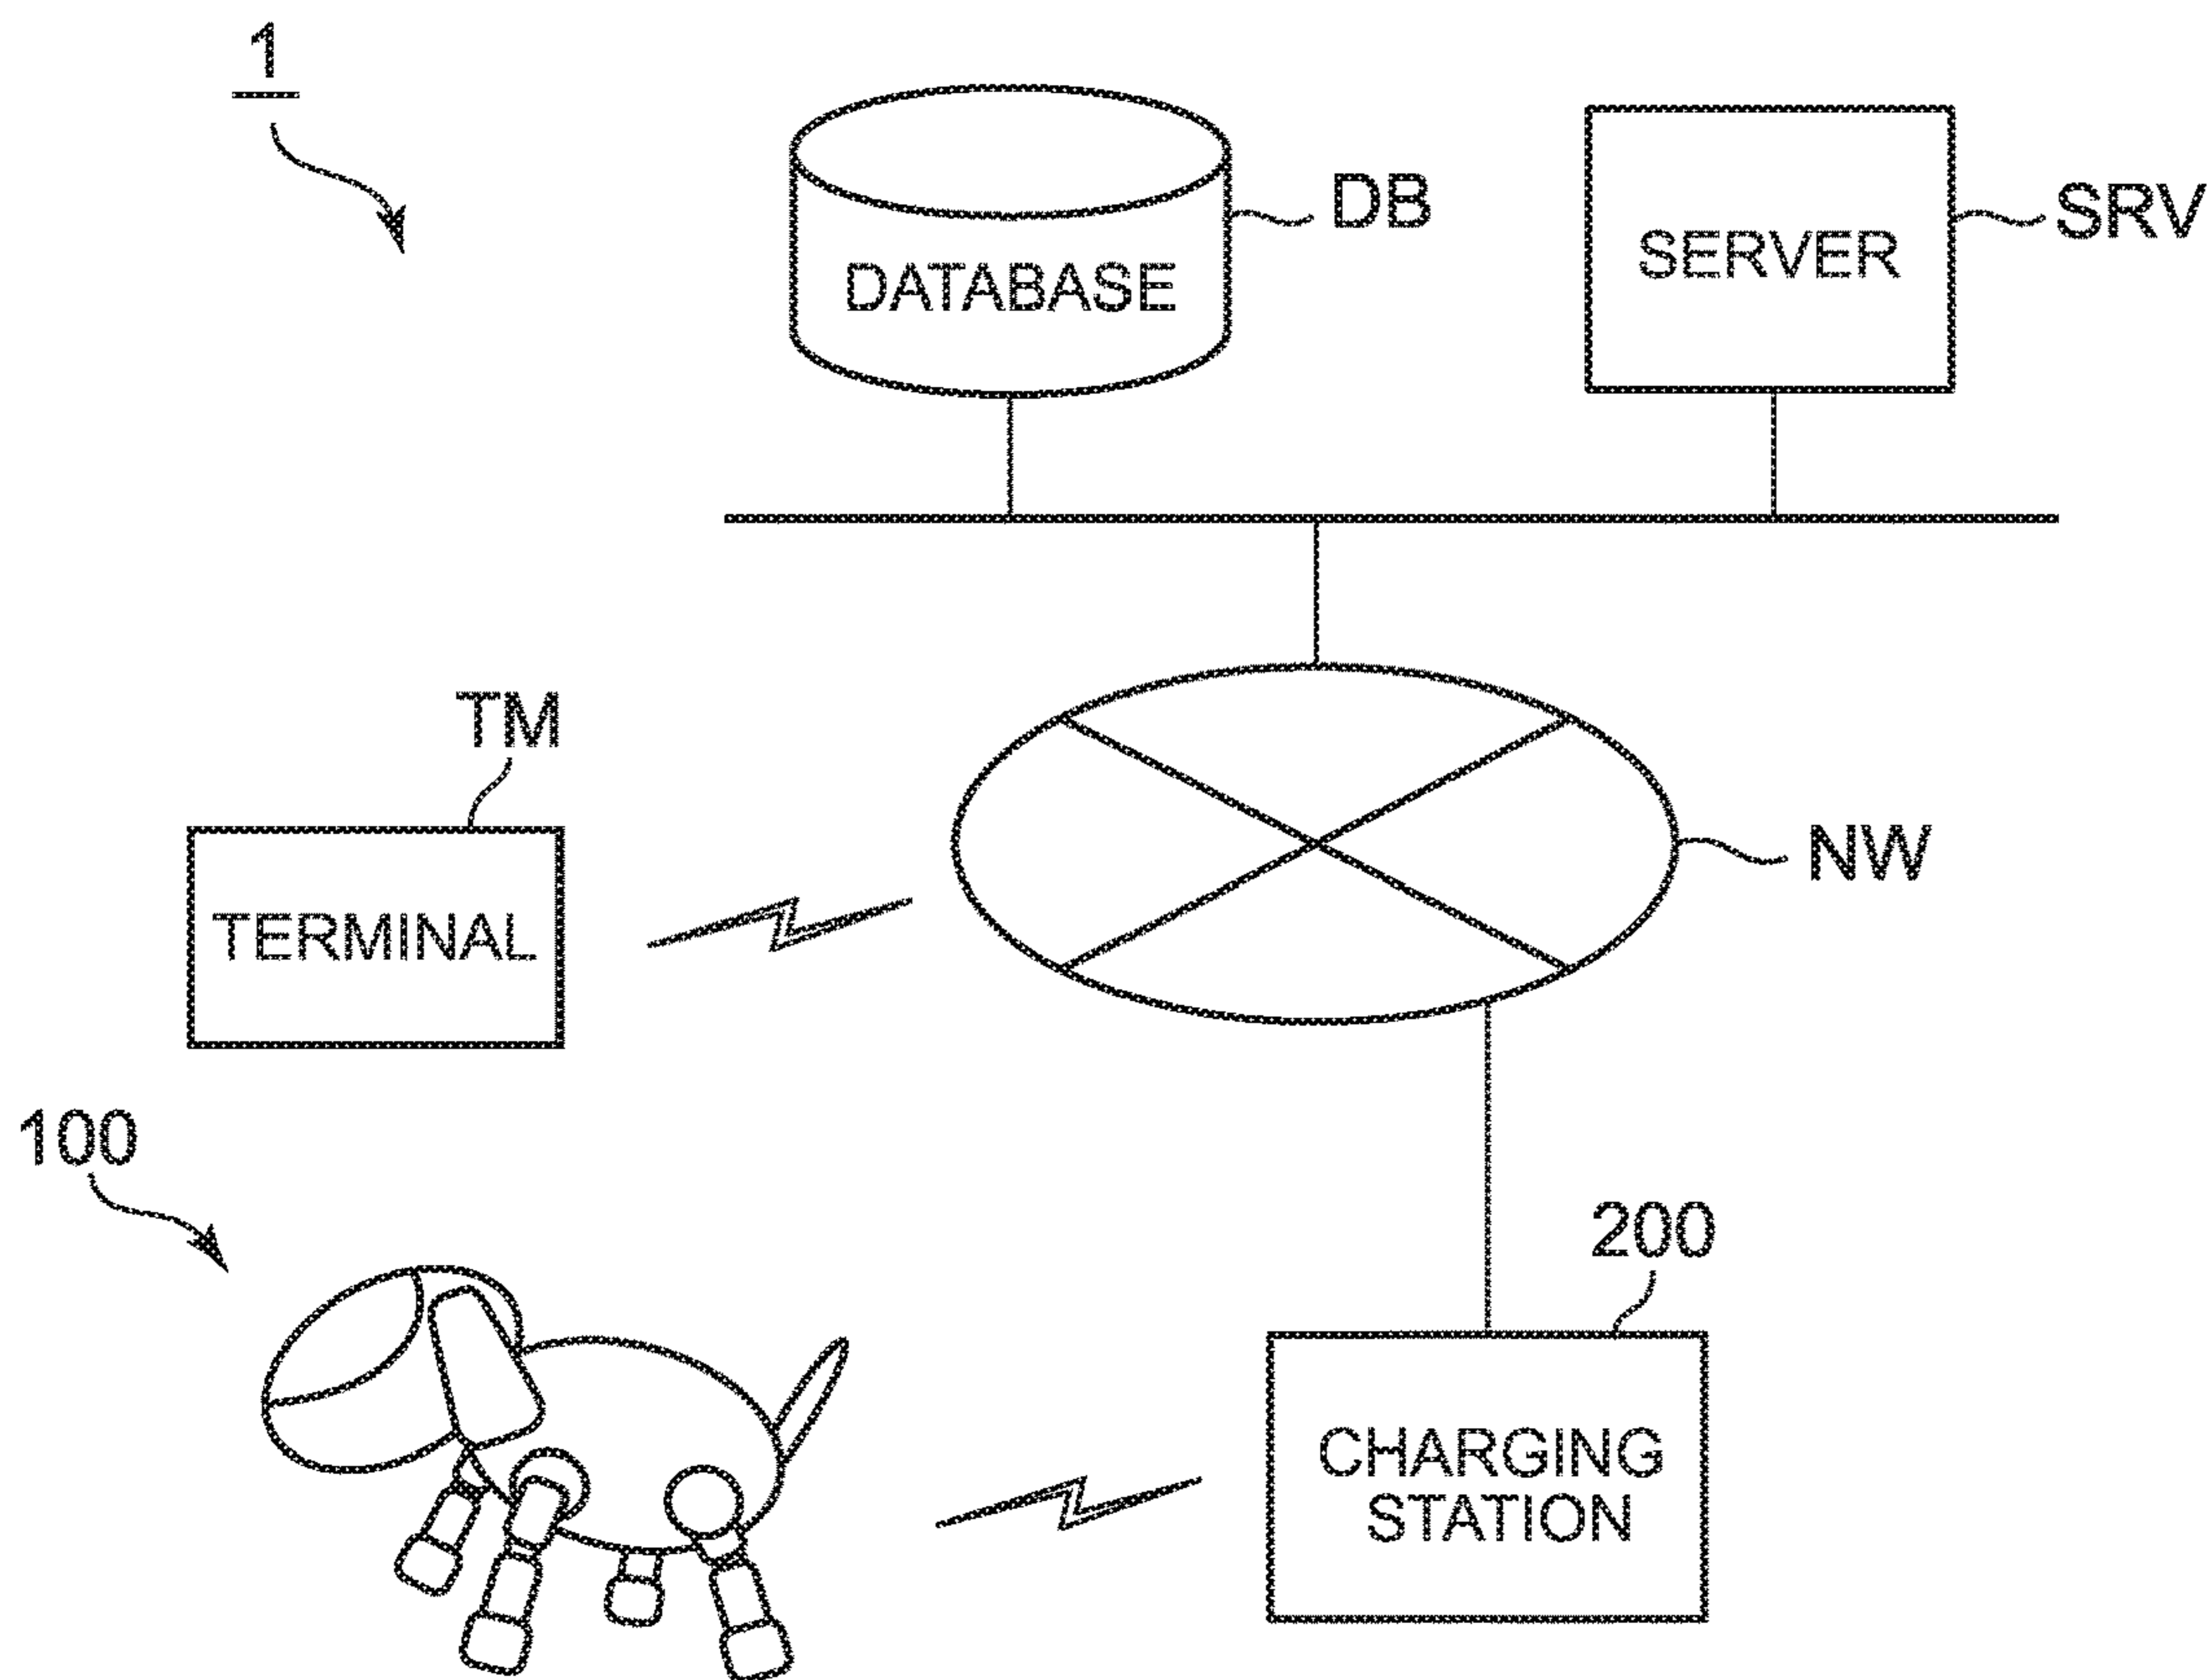 1
DATABASE
DB
SERVER
SRV
TM
TERMINAL
NW
100
200
CHARGING
STATION